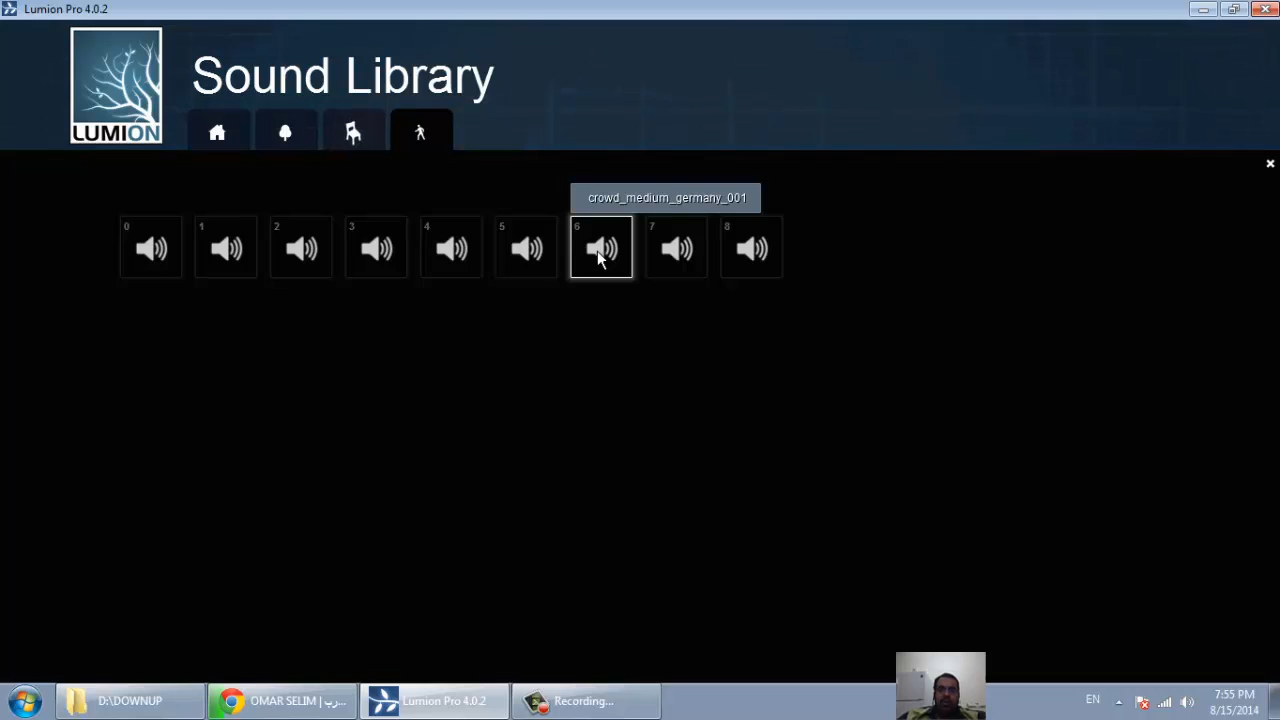 Lumion Pro 4.0.2
LUMION
Sound Library
crowd_medium_germany_001
0 1 2 3 4 5 6 7 8
D:\DOWNUP
OMAR SELIM | رب...
Lumion Pro 4.0.2
Recording...
EN
7:55 PM
8/15/2014